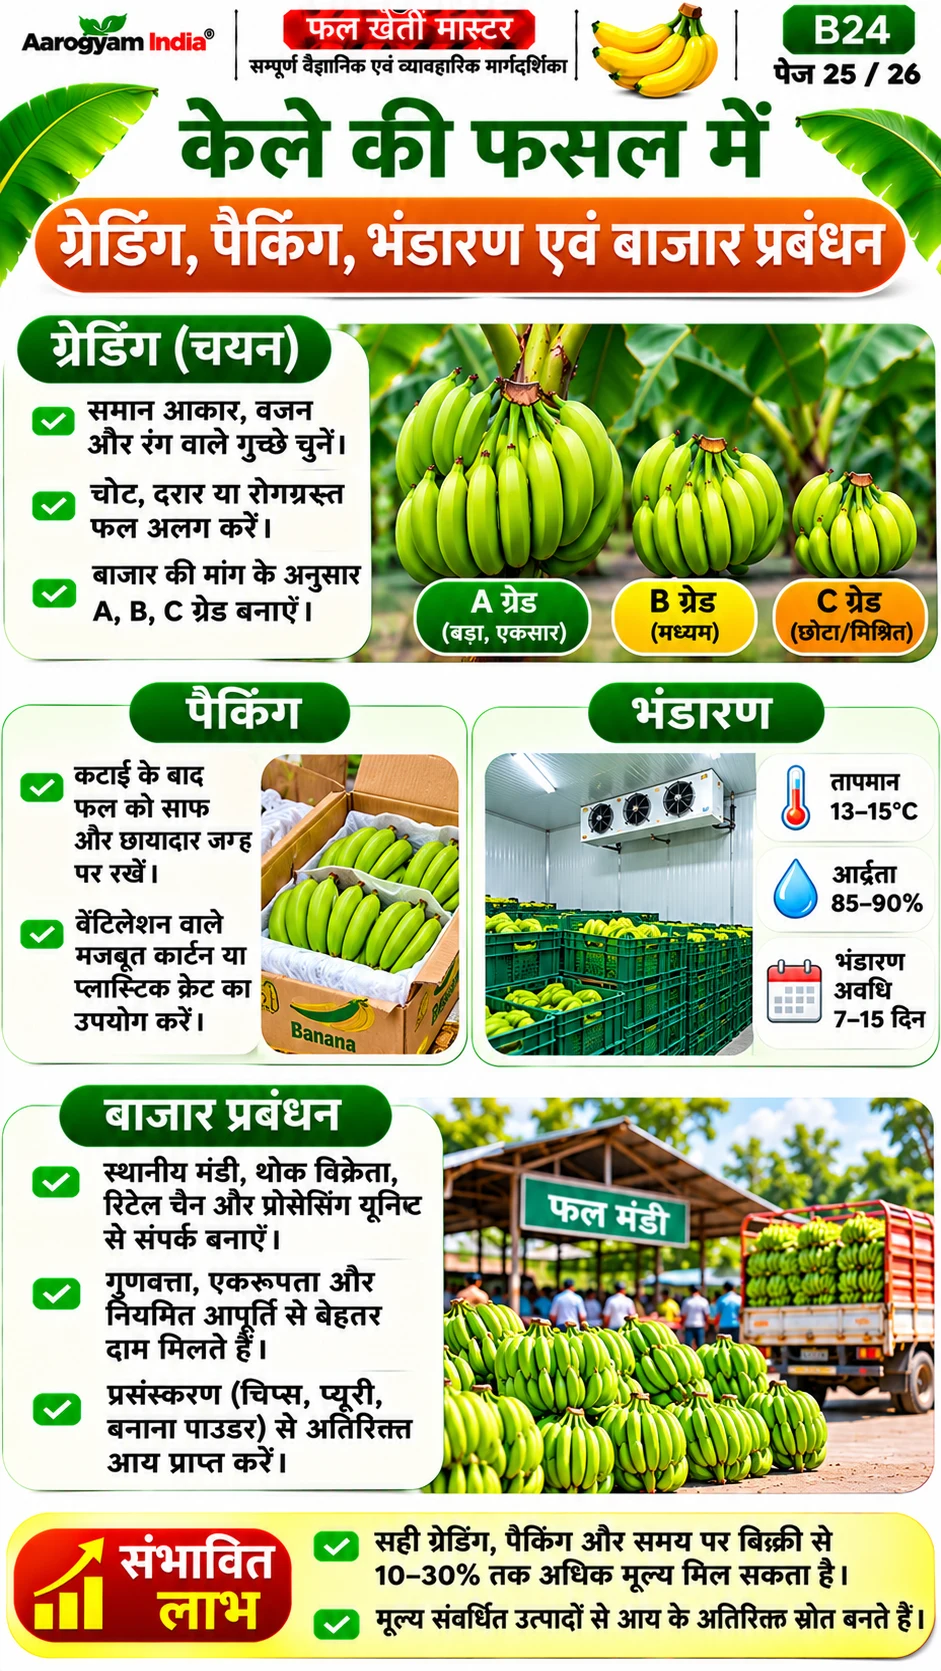 Aarogyam India®
फल खेती मास्टर
सम्पूर्ण वैज्ञानिक एवं व्यावहारिक मार्गदर्शिका
B24
पेज 25 / 26
केले की फसल में
ग्रेडिंग, पैकिंग, भंडारण एवं बाजार प्रबंधन
ग्रेडिंग (चयन)
समान आकार, वजन
और रंग वाले गुच्छे चुनें।
चोट, दरार या रोगग्रस्त
फल अलग करें।
बाजार की मांग के अनुसार
A, B, C ग्रेड बनाएं।
A ग्रेड
(बड़ा, एकसार)
B ग्रेड
(मध्यम)
C ग्रेड
(छोटा/मिश्रित)
पैकिंग
कटाई के बाद
फल को साफ
और छायादार जगह
पर रखें।
वेंटिलेशन वाले
मजबूत कार्टन या
प्लास्टिक क्रेट का
उपयोग करें।
Banana
भंडारण
तापमान
13–15°C
आर्द्रता
85–90%
भंडारण
अवधि
7–15 दिन
बाजार प्रबंधन
स्थानीय मंडी, थोक विक्रेता,
रिटेल चैन और प्रोसेसिंग यूनिट
से संपर्क बनाएं।
गुणवत्ता, एकरूपता और
नियमित आपूर्ति से बेहतर
दाम मिलते हैं।
प्रसंस्करण (चिप्स, प्यूरी,
बनाना पाउडर) से अतिरिक्त
आय प्राप्त करें।
फल मंडी
संभावित
लाभ
सही ग्रेडिंग, पैकिंग और समय पर बिक्री से
10–30% तक अधिक मूल्य मिल सकता है।
मूल्य संवर्धित उत्पादों से आय के अतिरिक्त स्रोत बनते हैं।